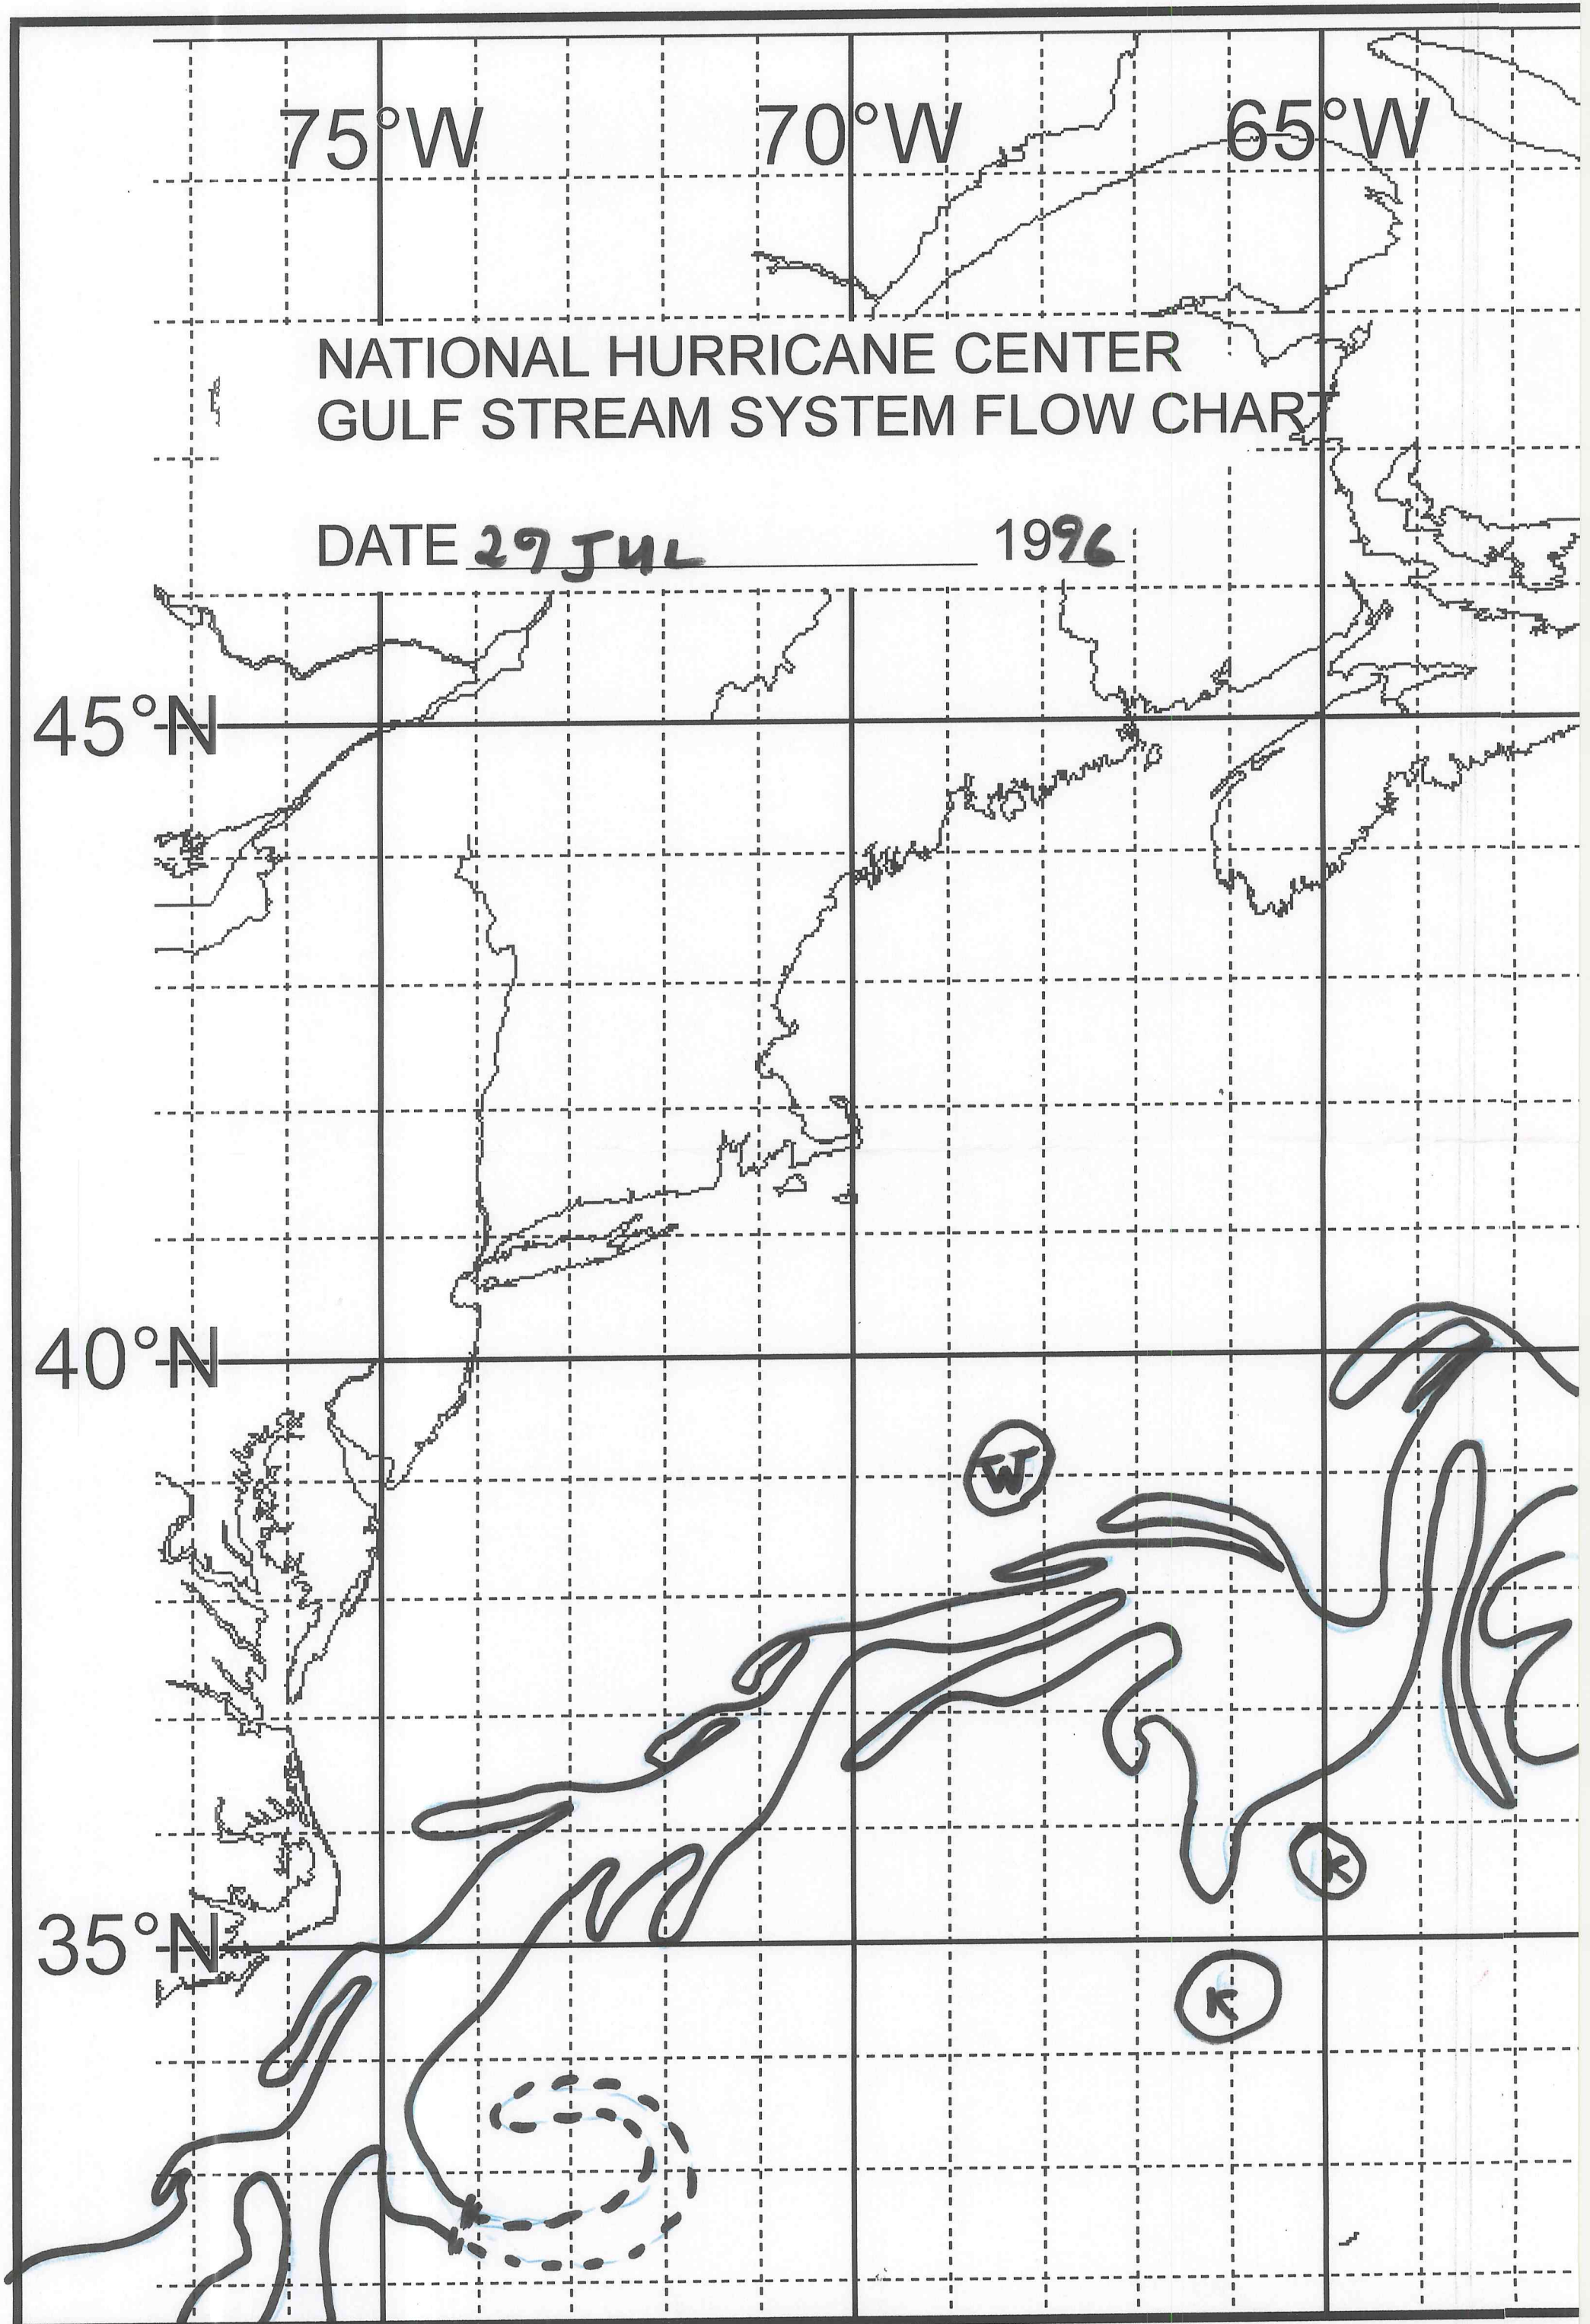 75°W 70°W 65°W
NATIONAL HURRICANE CENTER
GULF STREAM SYSTEM FLOW CHART
DATE 29 JUL 1996
45°N
40°N
W
35°N
K
K